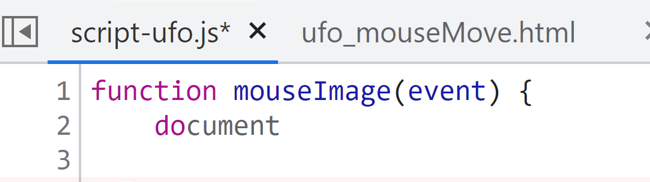 script-ufo.js* × ufo_mouseMove.html
1 function mouseImage(event) {
2 document
3